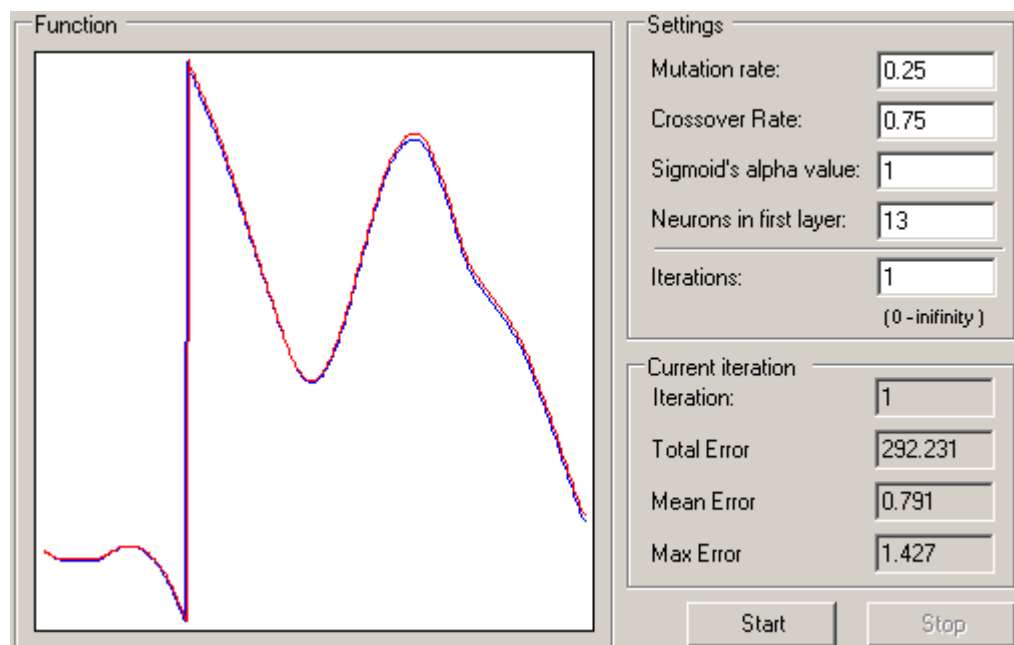 Function
Settings
Mutation rate: 0.25
Crossover Rate: 0.75
Sigmoid's alpha value: 1
Neurons in first layer: 13
Iterations: 1
( 0 - inifinity )
Current iteration
Iteration: 1
Total Error 292.231
Mean Error 0.791
Max Error 1.427
Start Stop